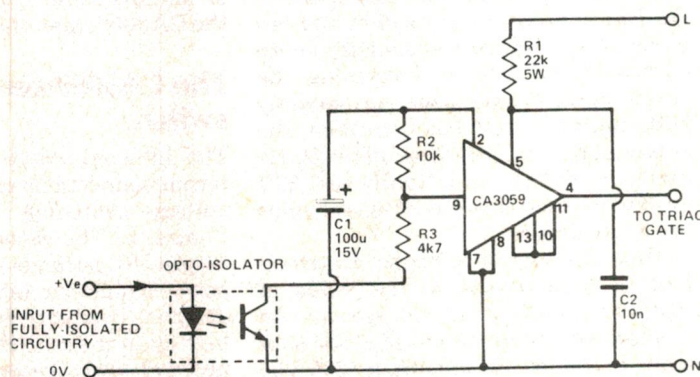 L
R1
22k
5W
R2
10k
2
5
+
CA3059
4
9
11
13
10
8
7
TO TRIAC
GATE
C1
100u
15V
R3
4k7
OPTO-ISOLATOR
C2
10n
+Ve
INPUT FROM
FULLY-ISOLATED
CIRCUITRY
0V
N